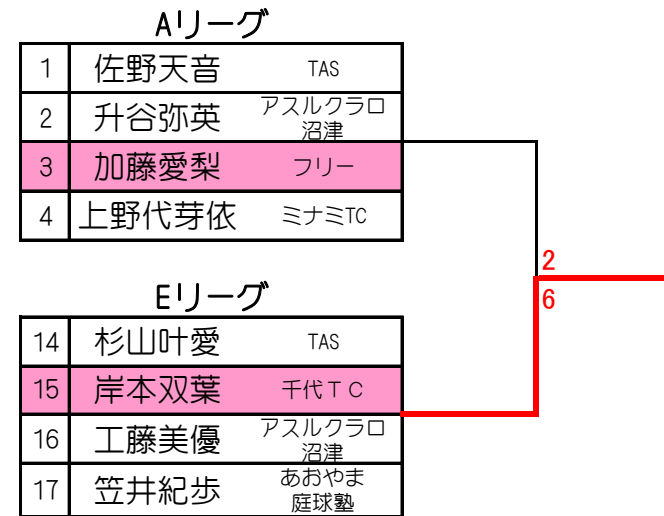 Aリーグ
1 佐野天音 TAS
2 升谷弥英 アスルクラロ
沼津
3 加藤愛梨 フリー
4 上野代芽依 ミナミTC
2
6
Eリーグ
14 杉山叶愛 TAS
15 岸本双葉 千代ＴＣ
16 工藤美優 アスルクラロ
沼津
17 笠井紀歩 あおやま
庭球塾